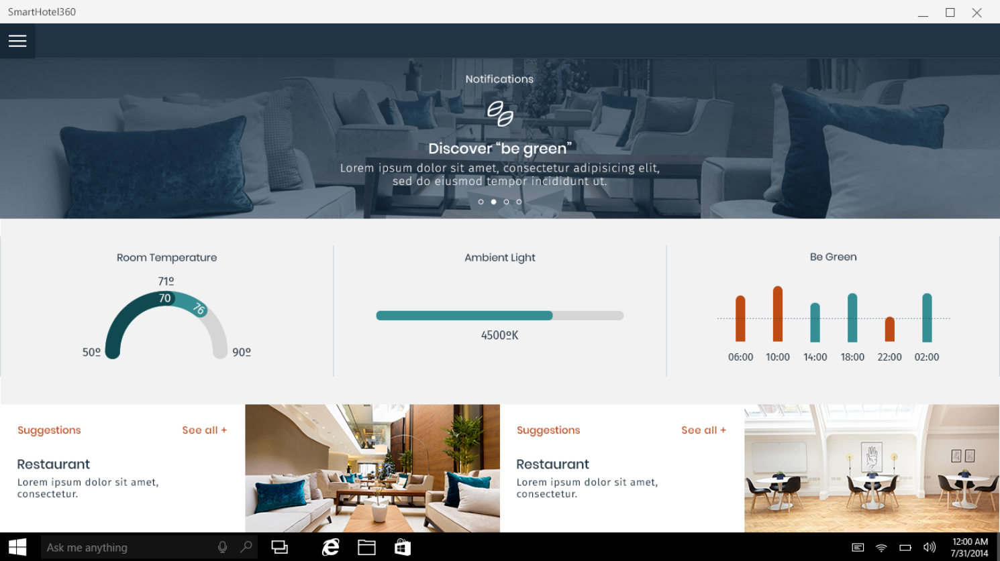 SmartHotel360
Notifications
Discover “be green”
Lorem ipsum dolor sit amet, consectetur adipisicing elit,
sed do eiusmod tempor incididunt ut.
Room Temperature
71º
70
76
50º
90º
Ambient Light
4500ºK
Be Green
06:00 10:00 14:00 18:00 22:00 02:00
Suggestions See all +
Restaurant
Lorem ipsum dolor sit amet,
consectetur.
Suggestions See all +
Restaurant
Lorem ipsum dolor sit amet,
consectetur.
Ask me anything
12:00 AM
7/31/2014